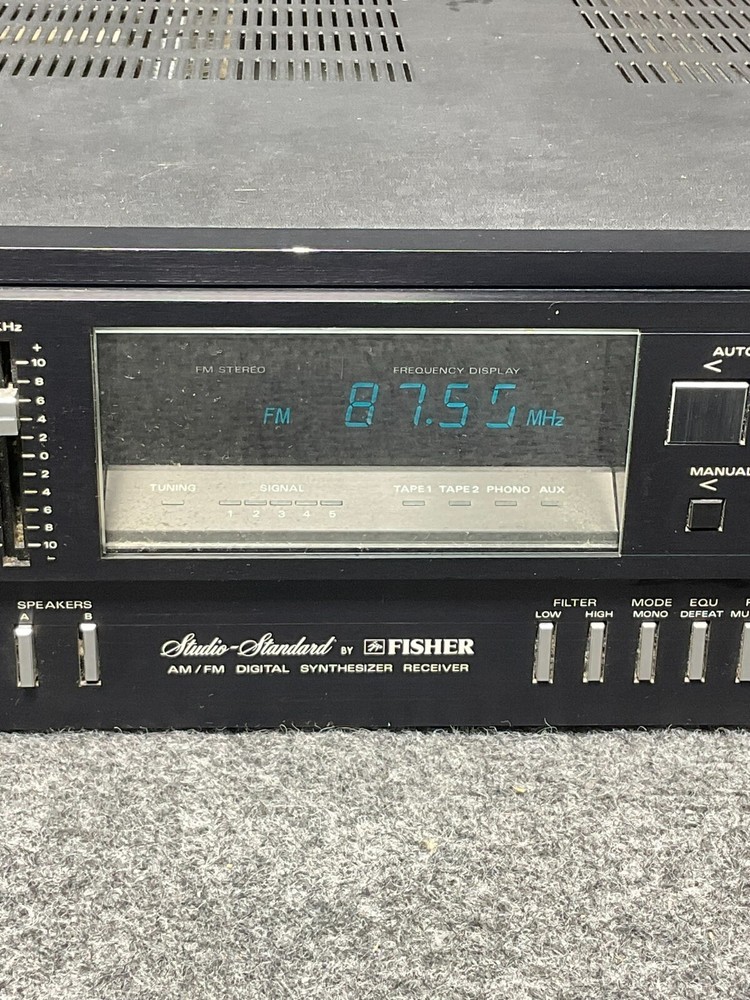 KHz
+
10
8
6
4
2
0
2
4
6
8
10
-
FM STEREO
FREQUENCY DISPLAY
FM 87.55 MHz
TUNING
SIGNAL
1 2 3 4 5
TAPE 1 TAPE 2 PHONO AUX
AUTO
<
MANUAL
<
SPEAKERS
A B
Studio-Standard BY FISHER
AM/FM DIGITAL SYNTHESIZER RECEIVER
FILTER
LOW HIGH
MODE
MONO
EQU
DEFEAT